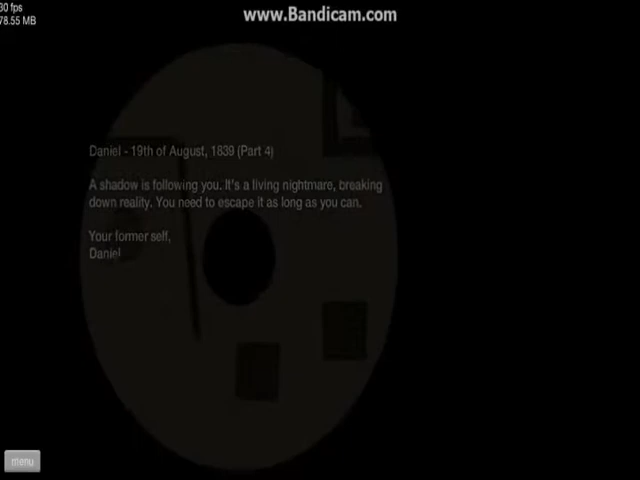 30 fps
www.Bandicam.com
78.55 MB
Daniel - 19th of August, 1839 (Part 4)
A shadow is following you. It's a living nightmare, breaking
down reality. You need to escape it as long as you can.
Your former self,
Daniel
menu